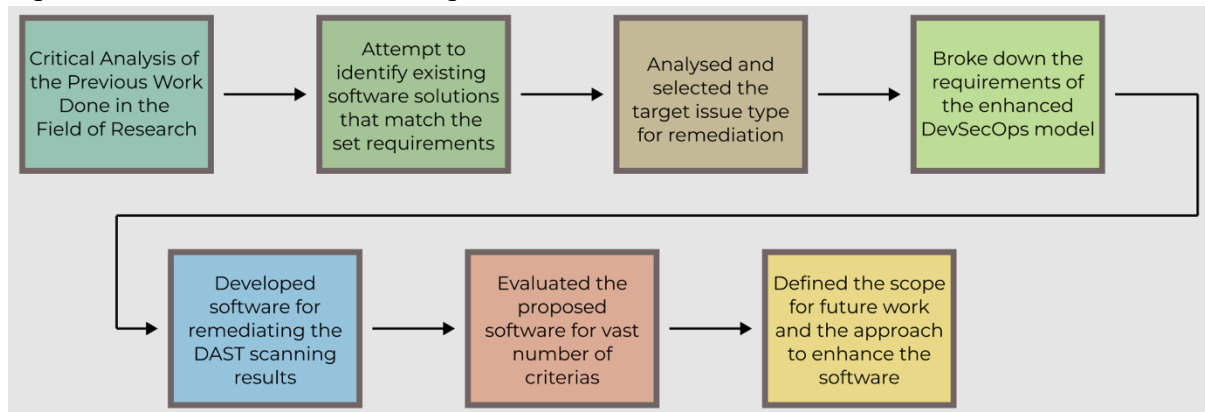 Critical Analysis of
the Previous Work
Done in the
Field of Research
Attempt to
identify existing
software solutions
that match the
set requirements
Analysed and
selected the
target issue type
for remediation
Broke down the
requirements of
the enhanced
DevSecOps model
Developed
software for
remediating the
DAST scanning
results
Evaluated the
proposed
software for vast
number of
criterias
Defined the scope
for future work
and the approach
to enhance the
software